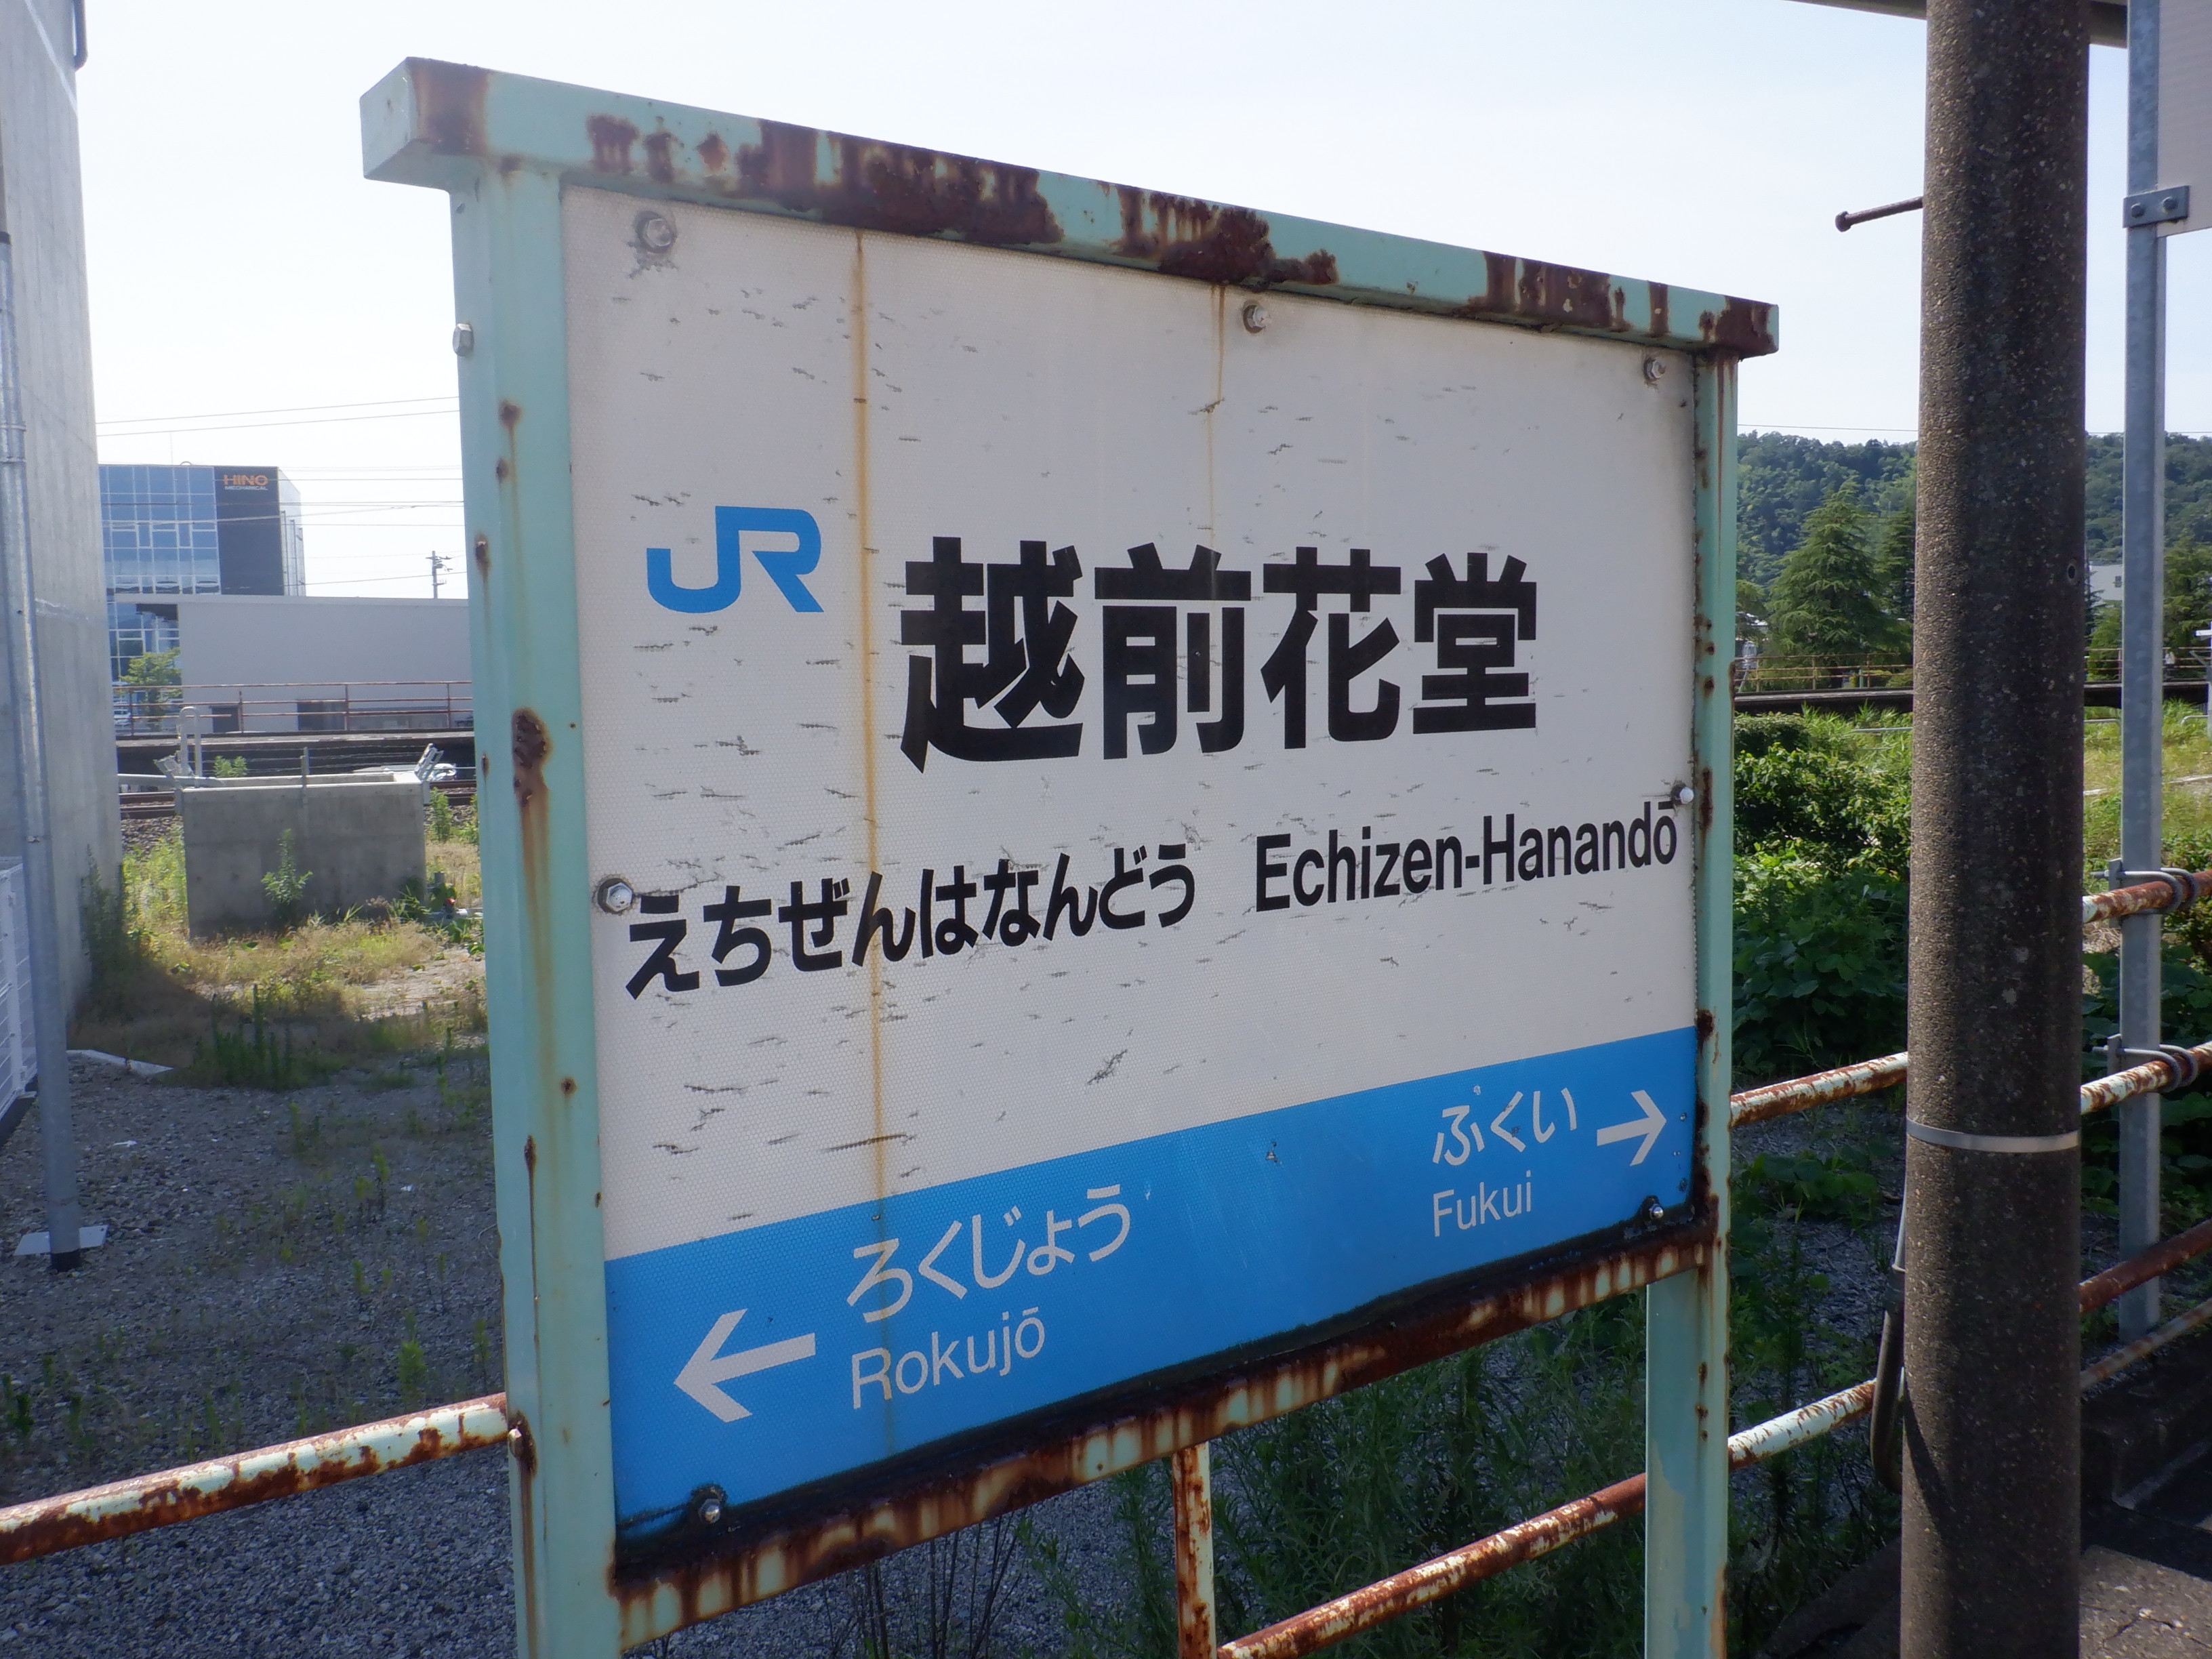 HINO
MECHANICAL
JR 越前花堂
えちぜんはなんどう Echizen-Hanandō
ふくい →
Fukui
← ろくじょう
Rokujō